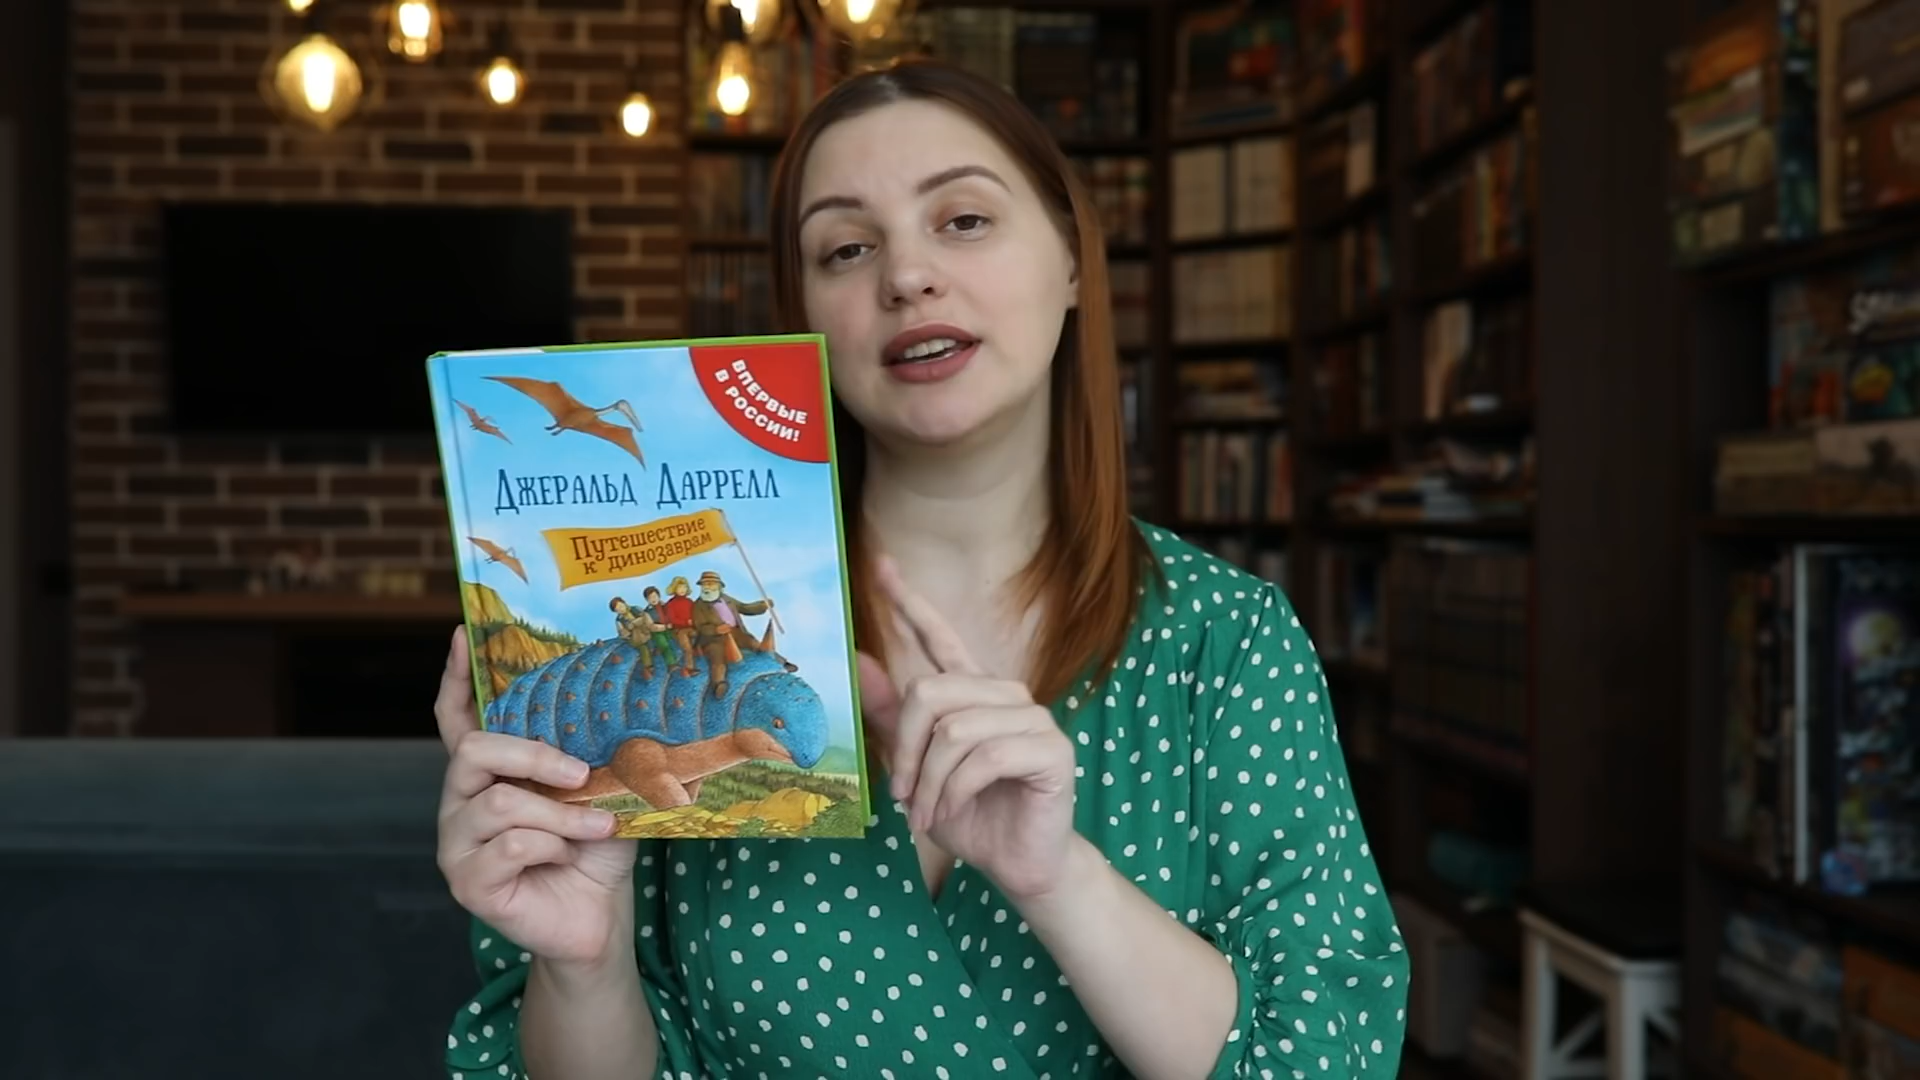 ВПЕРВЫЕ
В РОССИИ!
Джеральд Даррелл
Путешествие
к динозаврам